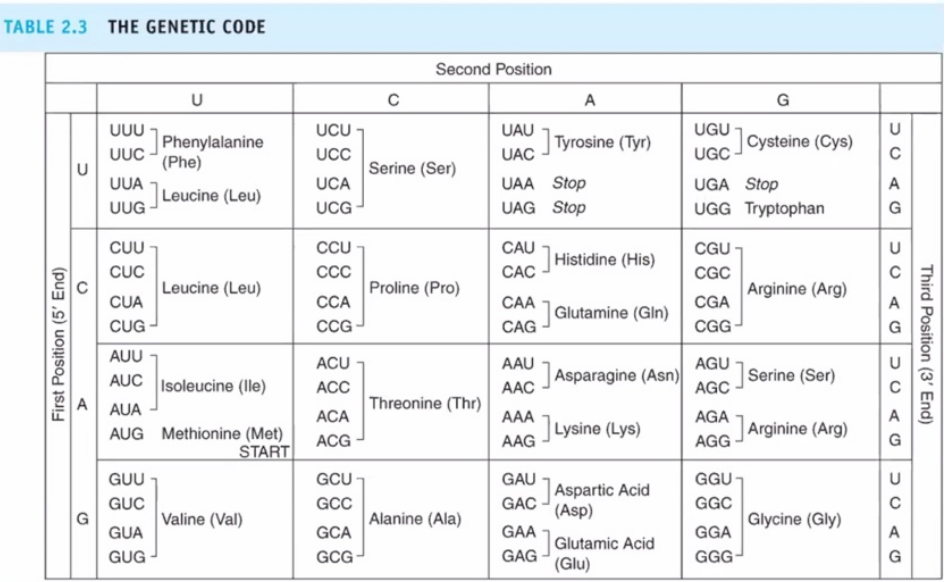 TABLE 2.3 THE GENETIC CODE
Second Position
U C A G
First Position (5′ End)
U
UUU
UUC
Phenylalanine
(Phe)
UUA
UUG
Leucine (Leu)
UCU
UCC
UCA
UCG
Serine (Ser)
UAU
UAC
Tyrosine (Tyr)
UAA Stop
UAG Stop
UGU
UGC
Cysteine (Cys)
UGA Stop
UGG Tryptophan
U
C
A
G
C
CUU
CUC
CUA
CUG
Leucine (Leu)
CCU
CCC
CCA
CCG
Proline (Pro)
CAU
CAC
Histidine (His)
CAA
CAG
Glutamine (Gln)
CGU
CGC
CGA
CGG
Arginine (Arg)
U
C
A
G
A
AUU
AUC
AUA
Isoleucine (Ile)
AUG Methionine (Met)
START
ACU
ACC
ACA
ACG
Threonine (Thr)
AAU
AAC
Asparagine (Asn)
AAA
AAG
Lysine (Lys)
AGU
AGC
Serine (Ser)
AGA
AGG
Arginine (Arg)
U
C
A
G
G
GUU
GUC
GUA
GUG
Valine (Val)
GCU
GCC
GCA
GCG
Alanine (Ala)
GAU
GAC
Aspartic Acid
(Asp)
GAA
GAG
Glutamic Acid
(Glu)
GGU
GGC
GGA
GGG
Glycine (Gly)
U
C
A
G
Third Position (3′ End)